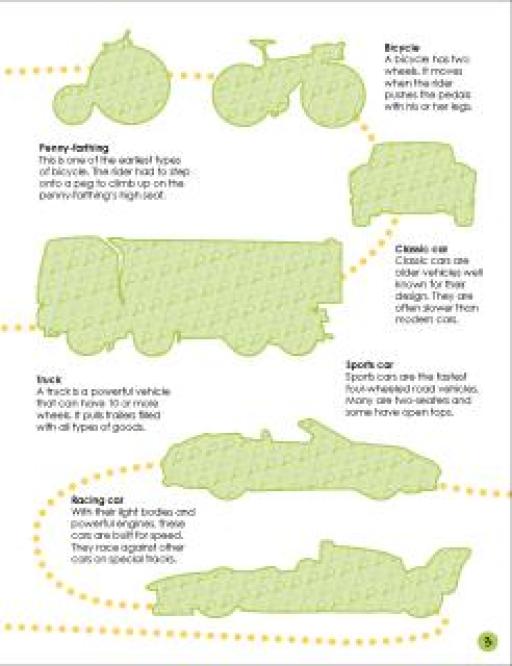 Bicycle
A bicycle has two
wheels. It moves
when the rider
pushes the pedals
with his or her legs.
Penny-farthing
This is one of the earliest types
of bicycle. The rider had to step
onto a peg to climb up on the
penny-farthing's high seat.
Classic car
Classic cars are
older vehicles well
known for their
design. They are
often slower than
modern cars.
Truck
A truck is a powerful vehicle
that can have 10 or more
wheels. It pulls trailers filled
with all types of goods.
Sports car
Sports cars are the fastest
four-wheeled road vehicles.
Many are two-seaters and
some have open tops.
Racing car
With their light bodies and
powerful engines, these
cars are built for speed.
They race against other
cars on special tracks.
3